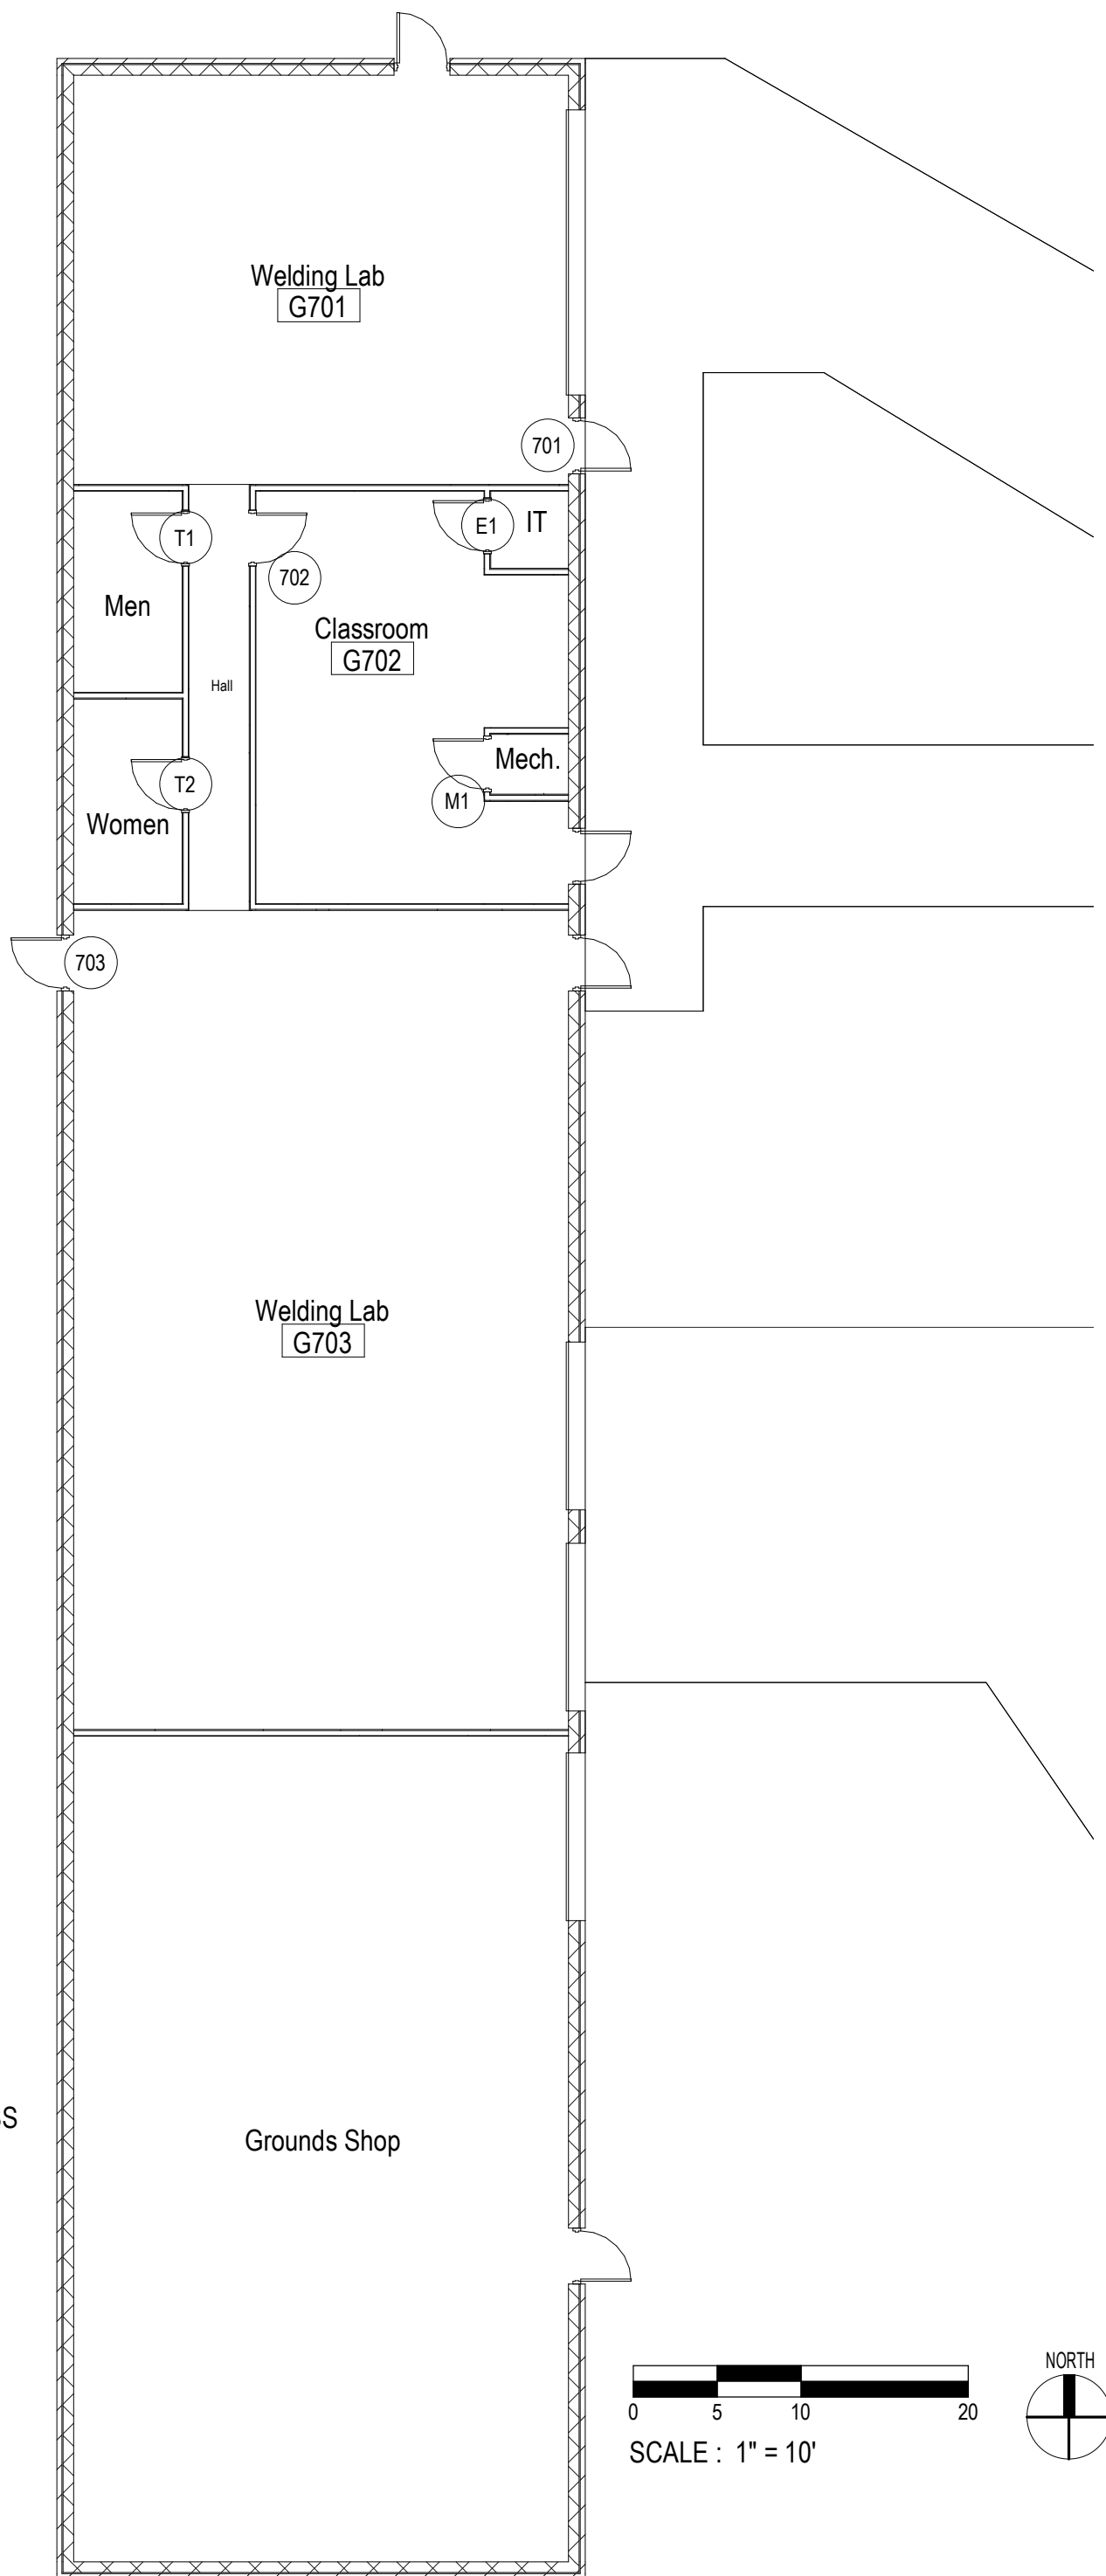 Welding Lab
G701
701
T1
E1
IT
702
Men
Classroom
G702
Hall
Mech.
T2
M1
Women
703
Welding Lab
G703
Grounds Shop
0 5 10 20
SCALE : 1" = 10'
NORTH